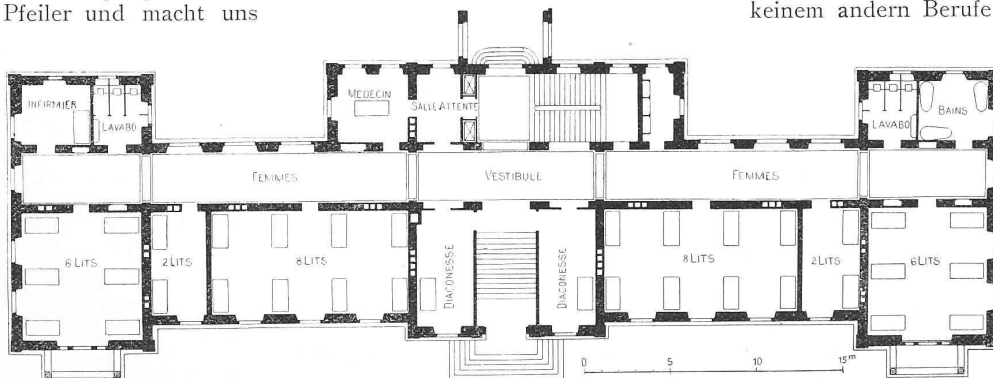 Pfeiler und macht uns
keinem andern Berufe
INFIRMIER
LAVABO
MEDECIN
SALLE ATTENTE
LAVABO
BAINS
FEMMES
VESTIBULE
FEMMES
6 LITS
2 LITS
8 LITS
DIACONESSE
DIACONESSE
8 LITS
2 LITS
6 LITS
0 5 10 15 m